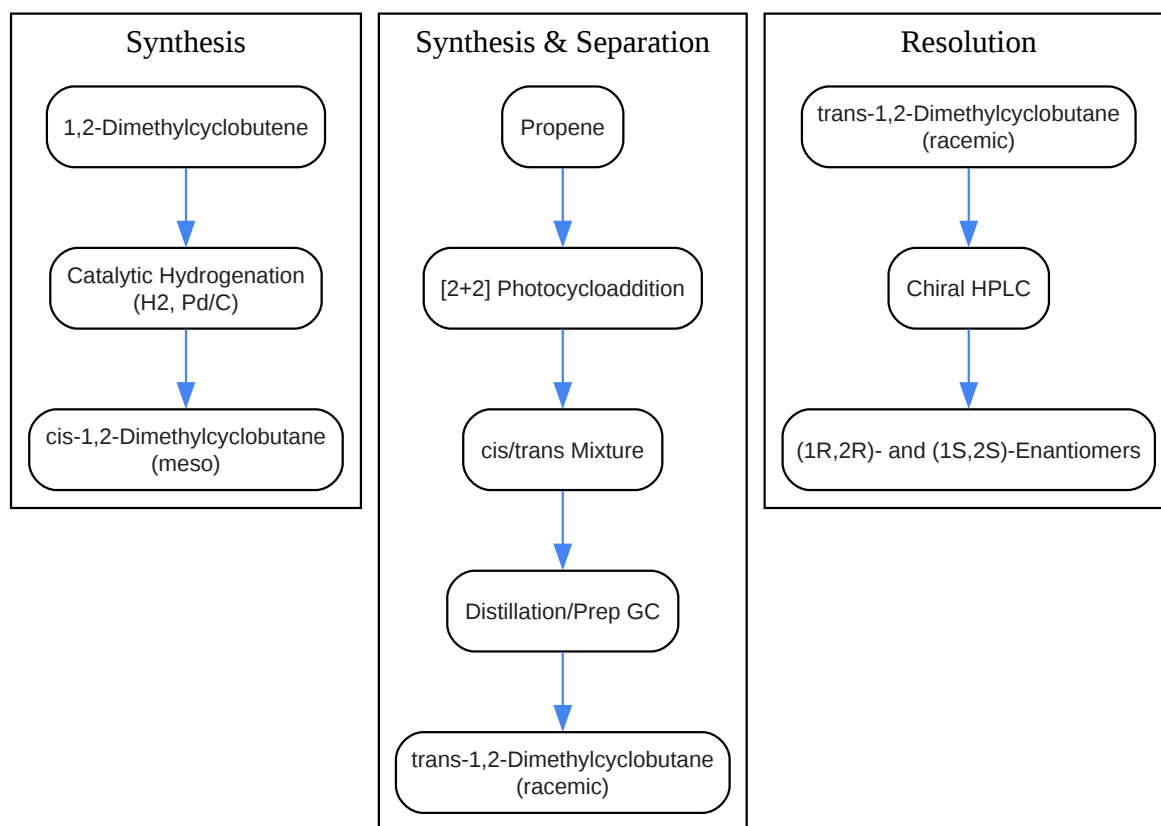 Synthesis
1,2-Dimethylcyclobutene
Catalytic Hydrogenation
(H2, Pd/C)
cis-1,2-Dimethylcyclobutane
(meso)
Synthesis & Separation
Propene
[2+2] Photocycloaddition
cis/trans Mixture
Distillation/Prep GC
trans-1,2-Dimethylcyclobutane
(racemic)
Resolution
trans-1,2-Dimethylcyclobutane
(racemic)
Chiral HPLC
(1R,2R)- and (1S,2S)-Enantiomers